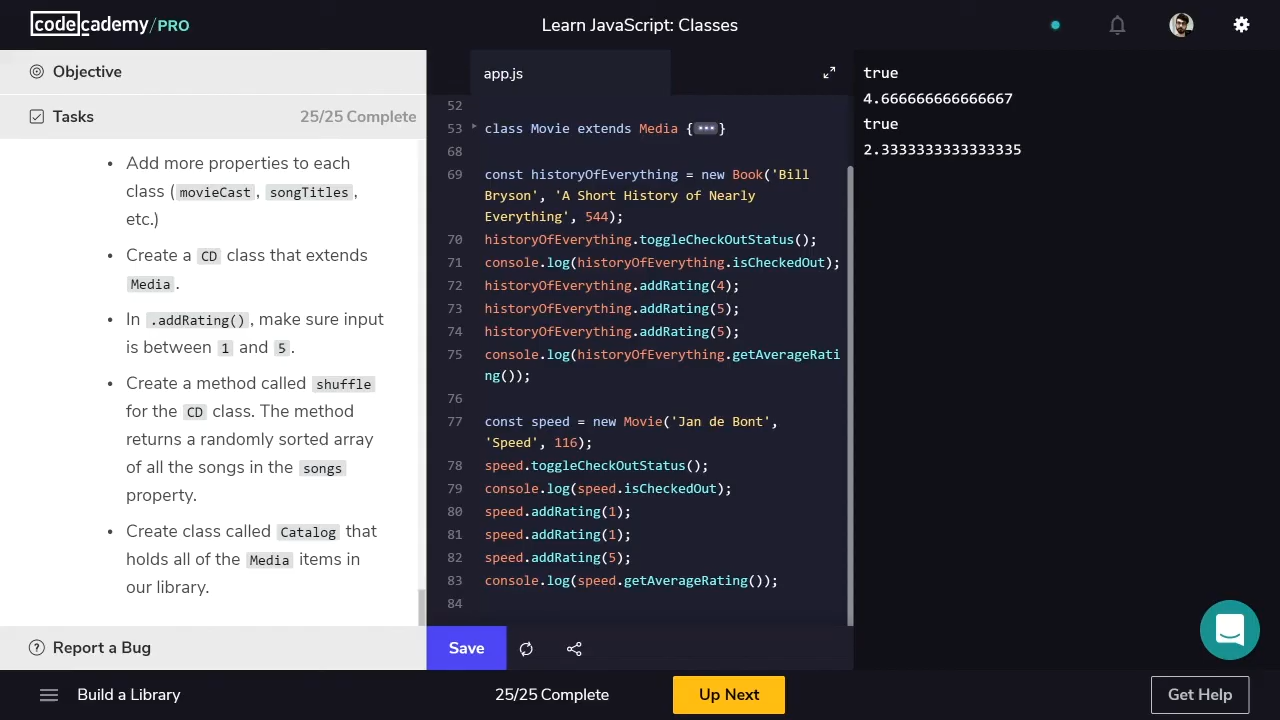 codecademy/PRO
Learn JavaScript: Classes
Objective
Tasks 25/25 Complete
• Add more properties to each
class (movieCast, songTitles,
etc.)
• Create a CD class that extends
Media.
• In .addRating(), make sure input
is between 1 and 5.
• Create a method called shuffle
for the CD class. The method
returns a randomly sorted array
of all the songs in the songs
property.
• Create class called Catalog that
holds all of the Media items in
our library.
Report a Bug
app.js
52
53 class Movie extends Media {•••}
68
69 const historyOfEverything = new Book('Bill
Bryson', 'A Short History of Nearly
Everything', 544);
70 historyOfEverything.toggleCheckOutStatus();
71 console.log(historyOfEverything.isCheckedOut);
72 historyOfEverything.addRating(4);
73 historyOfEverything.addRating(5);
74 historyOfEverything.addRating(5);
75 console.log(historyOfEverything.getAverageRati
ng());
76
77 const speed = new Movie('Jan de Bont',
'Speed', 116);
78 speed.toggleCheckOutStatus();
79 console.log(speed.isCheckedOut);
80 speed.addRating(1);
81 speed.addRating(1);
82 speed.addRating(5);
83 console.log(speed.getAverageRating());
84
Save
true
4.666666666666667
true
2.3333333333333335
Build a Library
25/25 Complete
Up Next
Get Help